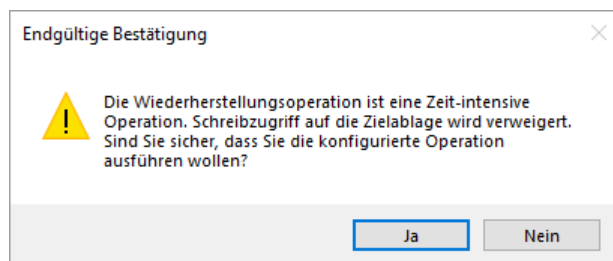 Endgültige Bestätigung
Die Wiederherstellungsoperation ist eine Zeit-intensive
Operation. Schreibzugriff auf die Zielablage wird verweigert.
Sind Sie sicher, dass Sie die konfigurierte Operation
ausführen wollen?
Ja
Nein